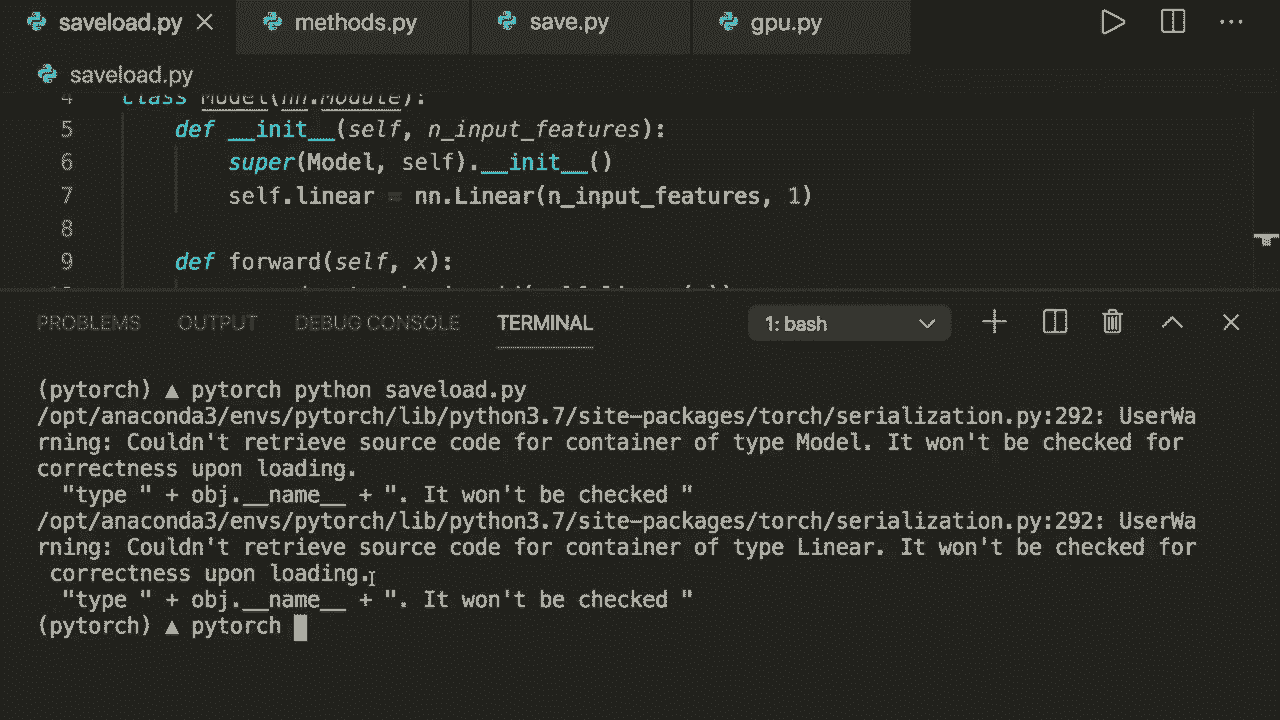 saveload.py
methods.py
save.py
gpu.py
saveload.py
4 class Model(nn.Module):
5 def __init__(self, n_input_features):
6 super(Model, self).__init__()
7 self.linear = nn.Linear(n_input_features, 1)
8
9 def forward(self, x):
PROBLEMS OUTPUT DEBUG CONSOLE TERMINAL 1: bash
(pytorch) ▲ pytorch python saveload.py
/opt/anaconda3/envs/pytorch/lib/python3.7/site-packages/torch/serialization.py:292: UserWa
rning: Couldn't retrieve source code for container of type Model. It won't be checked for
correctness upon loading.
"type " + obj.__name__ + ". It won't be checked "
/opt/anaconda3/envs/pytorch/lib/python3.7/site-packages/torch/serialization.py:292: UserWa
rning: Couldn't retrieve source code for container of type Linear. It won't be checked for
correctness upon loading.
"type " + obj.__name__ + ". It won't be checked "
(pytorch) ▲ pytorch